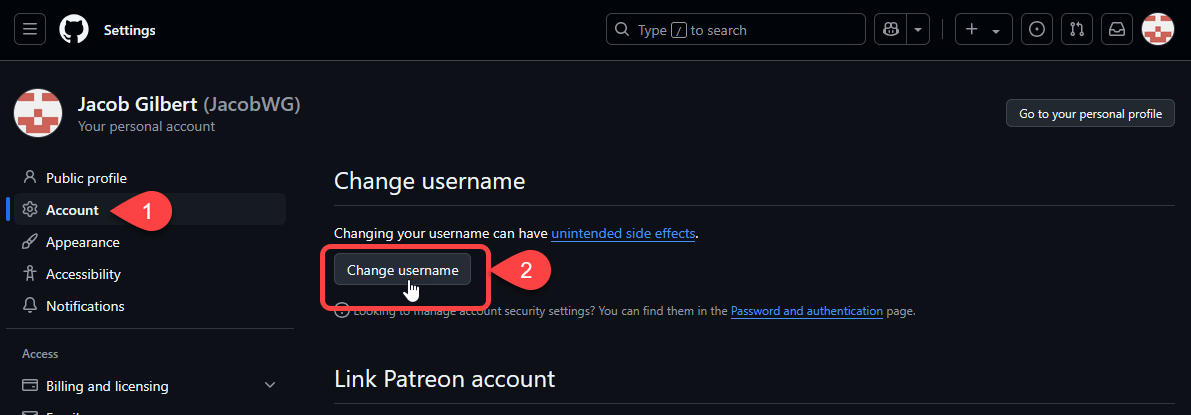 Settings
Type / to search
Jacob Gilbert (JacobWG)
Your personal account
Go to your personal profile
Public profile
Account
1
Appearance
Accessibility
Notifications
Access
Billing and licensing
Change username
Changing your username can have unintended side effects.
Change username
2
Looking to manage account security settings? You can find them in the Password and authentication page.
Link Patreon account